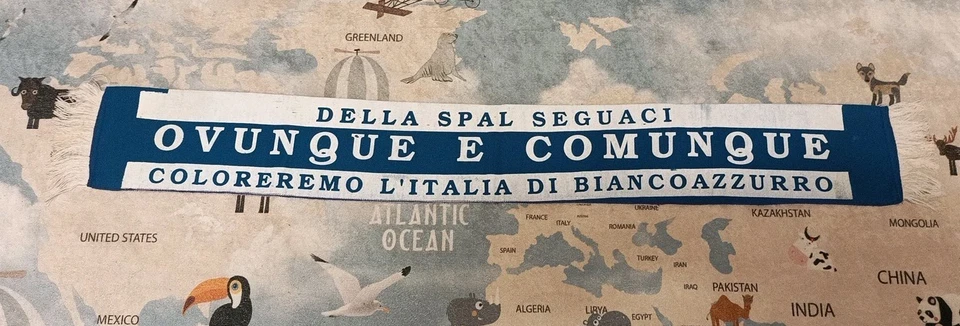 GREENLAND
DELLA SPAL SEGUACI
OVUNQUE E COMUNQUE
COLOREREMO L'ITALIA DI BIANCOAZZURRO
ATLANTIC
OCEAN
UNITED STATES
MEXICO
FRANCE
ITALY
UKRAINE
ROMANIA
SPAIN
TURKEY
IRAN
IRAQ
KAZAKHSTAN
MONGOLIA
CHINA
PAKISTAN
INDIA
ALGERIA
LIBYA
EGYPT